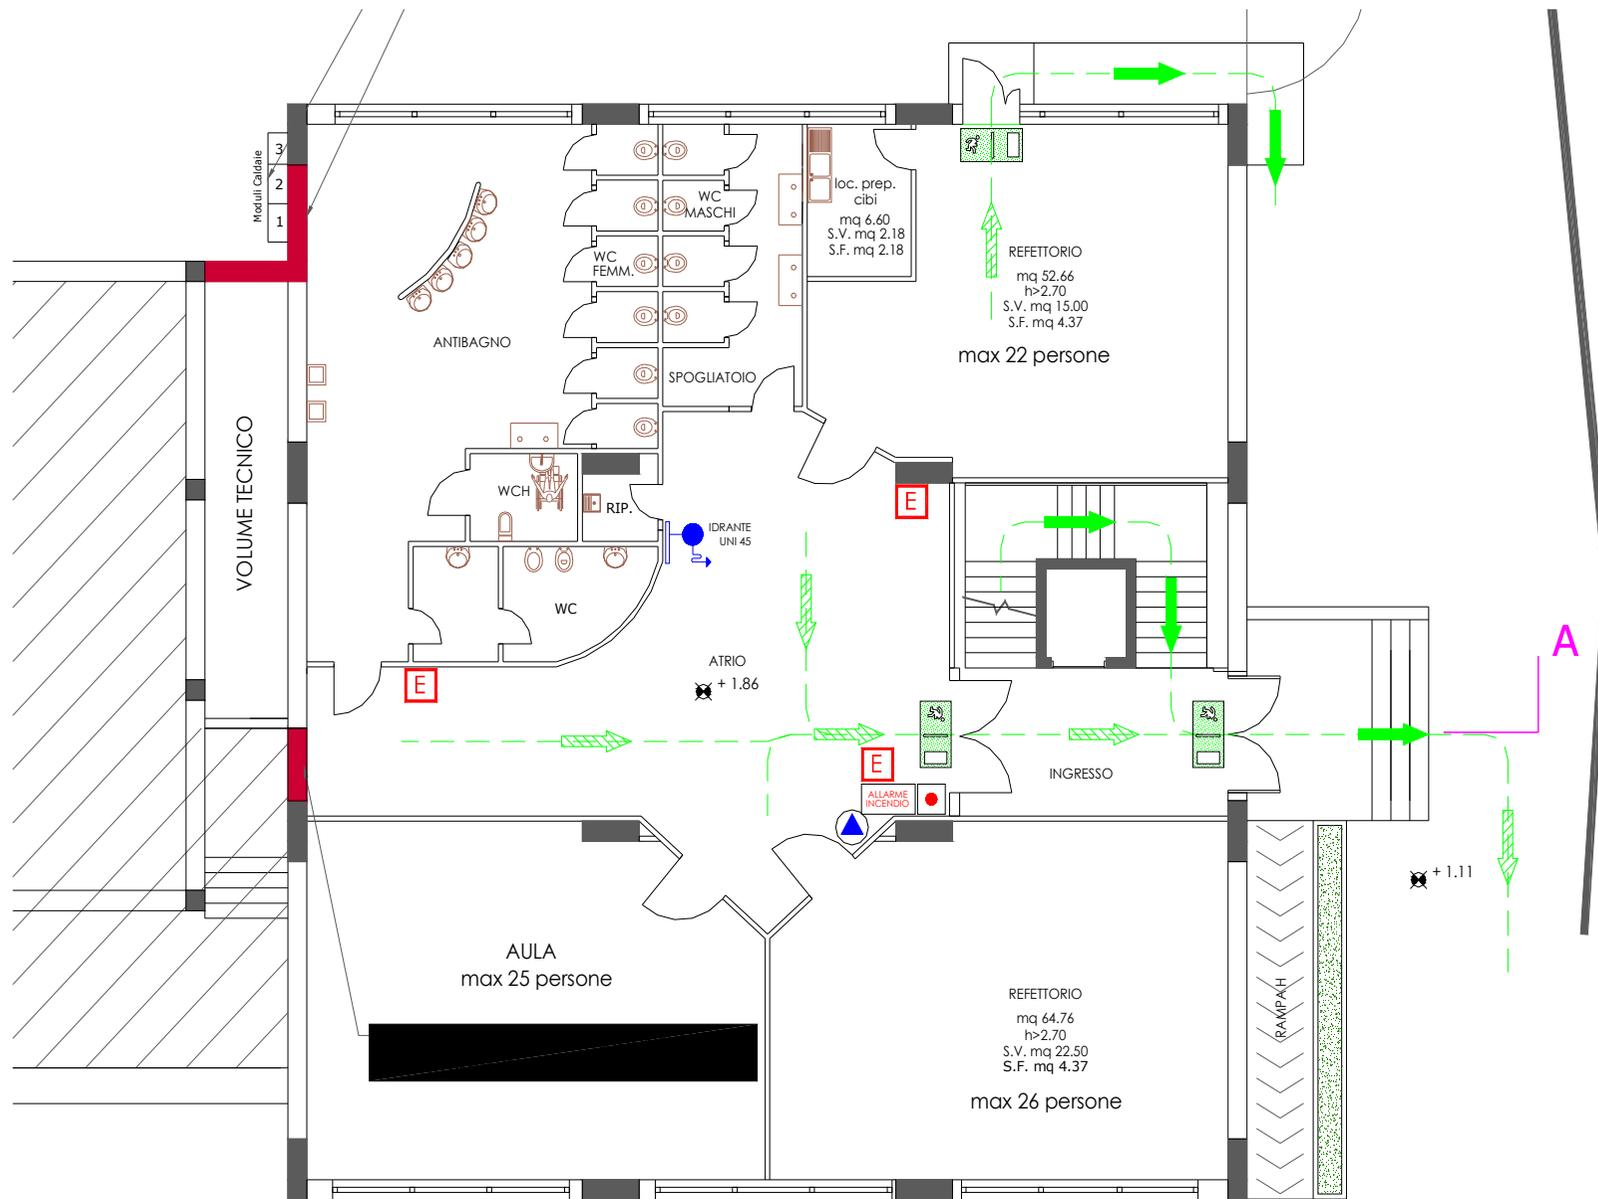 3
2
1
Moduli Caldaie
WC
MASCHI
WC
FEMM.
loc. prep.
cibi
mq 6.60
S.V. mq 2.18
S.F. mq 2.18
REFETTORIO
mq 52.66
h>2.70
S.V. mq 15.00
S.F. mq 4.37
max 22 persone
ANTIBAGNO
SPOGLIATOIO
VOLUME TECNICO
WCH
RIP.
E
IDRANTE
UNI 45
WC
ATRIO
+ 1.86
E
A
E
INGRESSO
ALLARME
INCENDIO
+ 1.11
AULA
max 25 persone
REFETTORIO
mq 64.76
h>2.70
S.V. mq 22.50
S.F. mq 4.37
max 26 persone
RAMPA H